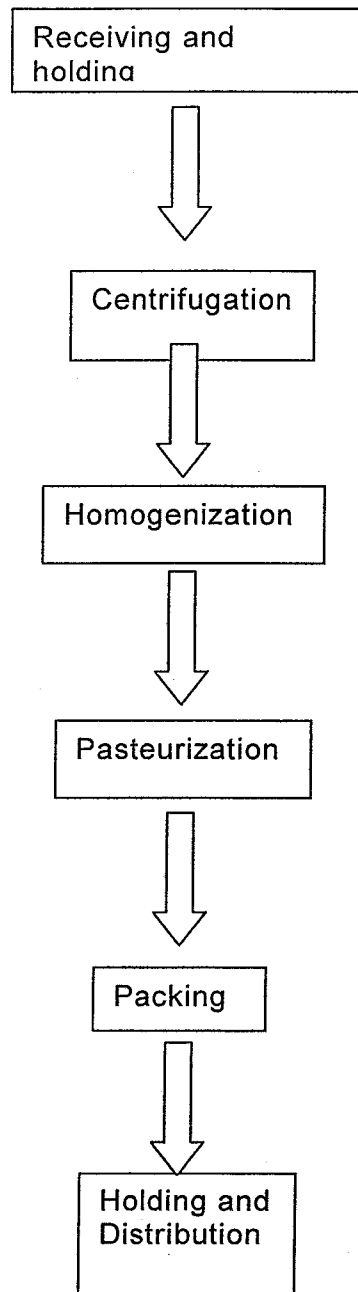 Receiving and
holding
Centrifugation
Homogenization
Pasteurization
Packing
Holding and
Distribution